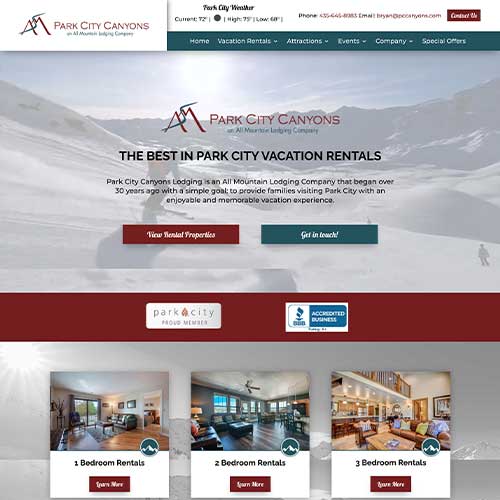 PARK CITY CANYONS
an All Mountain Lodging Company
Park City Weather
Current: 72° | | High: 75° | Low: 68° |
Phone: 435-645-8983 Email: bryan@pccanyons.com
Contact Us
Home Vacation Rentals Attractions Events Company Special Offers
PARK CITY CANYONS
an All Mountain Lodging Company
THE BEST IN PARK CITY VACATION RENTALS
Park City Canyons Lodging is an All Mountain Lodging Company that began over
30 years ago with a simple goal; to provide families visiting Park City with an
enjoyable and memorable vacation experience.
View Rental Properties
Get in touch!
park city
PROUD MEMBER
BBB
ACCREDITED
BUSINESS
Rating: A+
1 Bedroom Rentals
2 Bedroom Rentals
3 Bedroom Rentals
Learn More
Learn More
Learn More